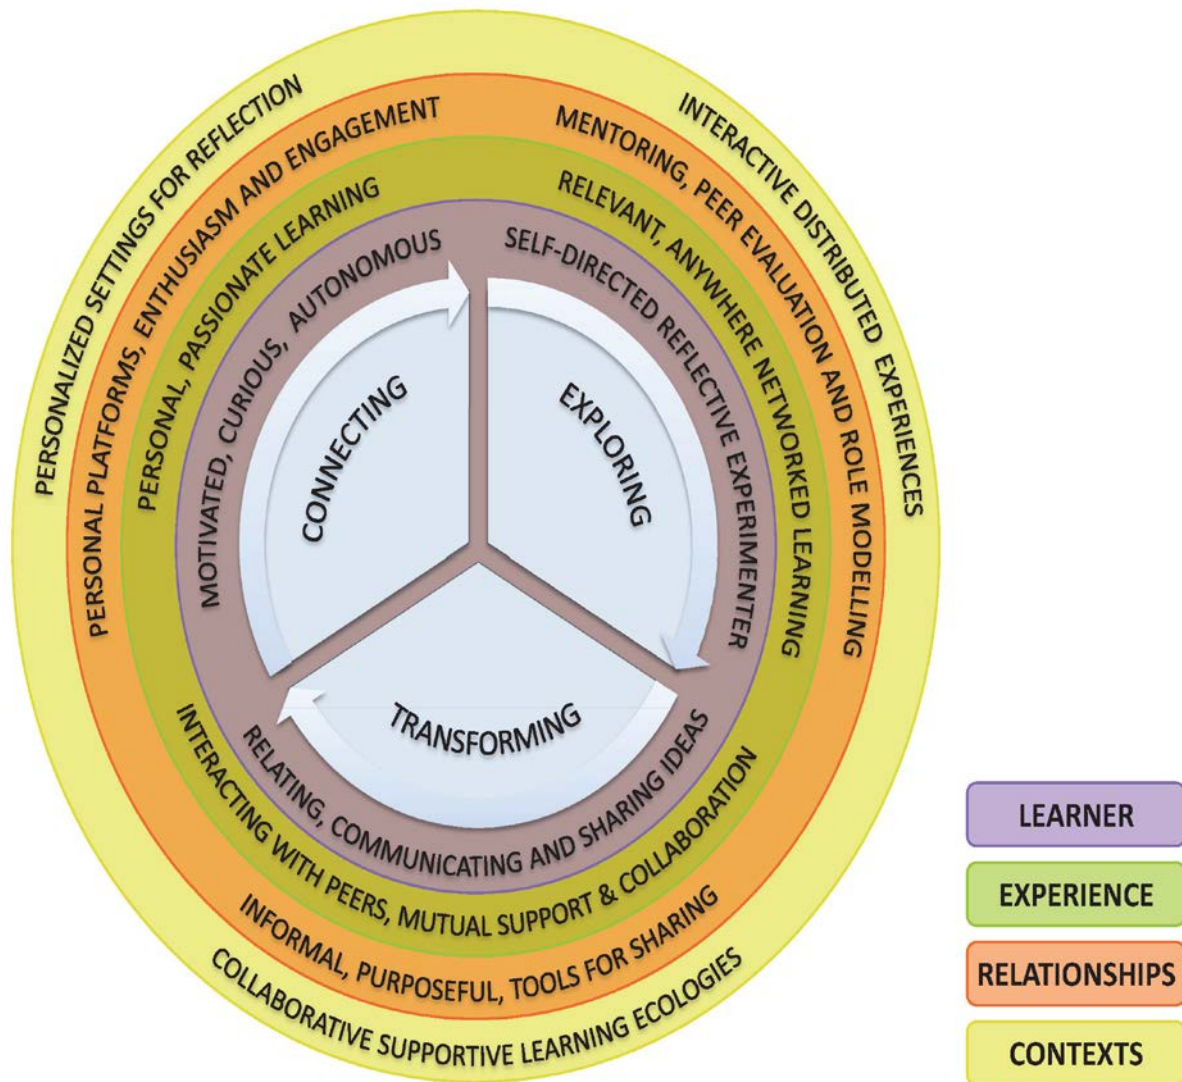 PERSONALIZED SETTINGS FOR REFLECTION
INTERACTIVE DISTRIBUTED EXPERIENCES
COLLABORATIVE SUPPORTIVE LEARNING ECOLOGIES
PERSONAL PLATFORMS, ENTHUSIASM AND ENGAGEMENT
MENTORING, PEER EVALUATION AND ROLE MODELLING
INFORMAL, PURPOSEFUL, TOOLS FOR SHARING
PERSONAL, PASSIONATE LEARNING
RELEVANT, ANYWHERE NETWORKED LEARNING
INTERACTING WITH PEERS, MUTUAL SUPPORT & COLLABORATION
MOTIVATED, CURIOUS, AUTONOMOUS
SELF-DIRECTED REFLECTIVE EXPERIMENTER
RELATING, COMMUNICATING AND SHARING IDEAS
CONNECTING
EXPLORING
TRANSFORMING
LEARNER
EXPERIENCE
RELATIONSHIPS
CONTEXTS